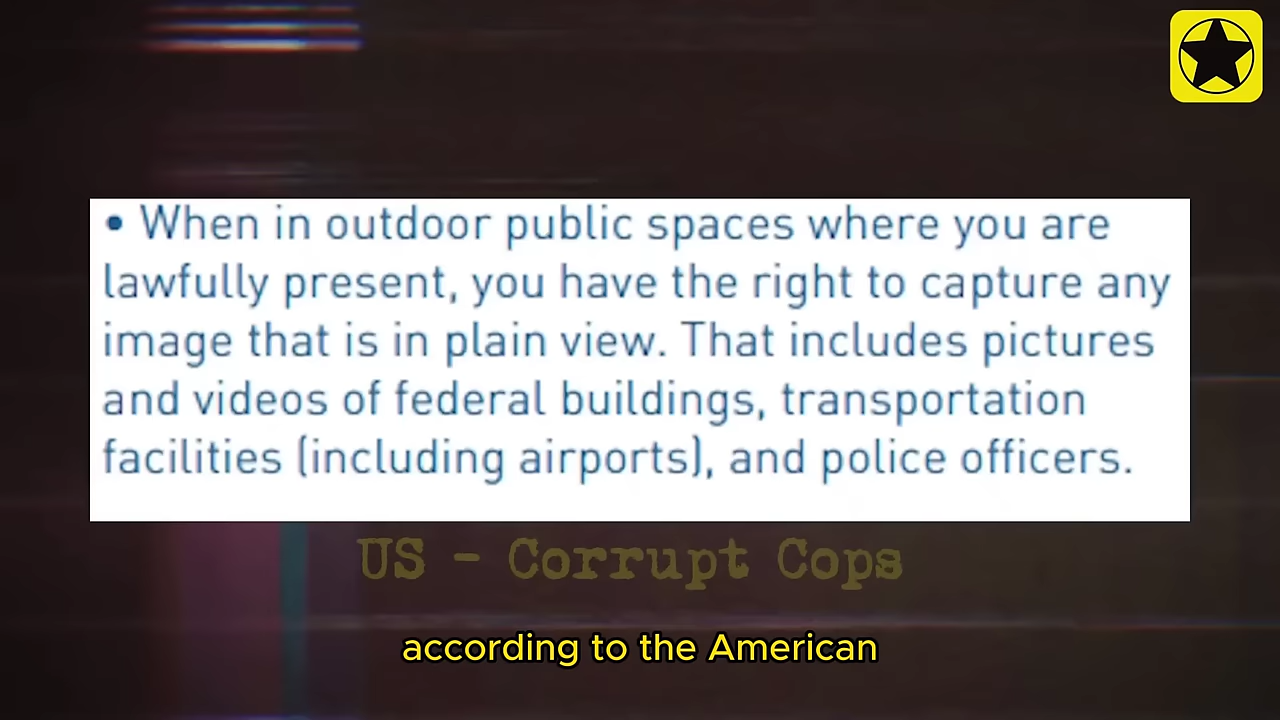 • When in outdoor public spaces where you are
lawfully present, you have the right to capture any
image that is in plain view. That includes pictures
and videos of federal buildings, transportation
facilities (including airports), and police officers.
US - Corrupt Cops
according to the American